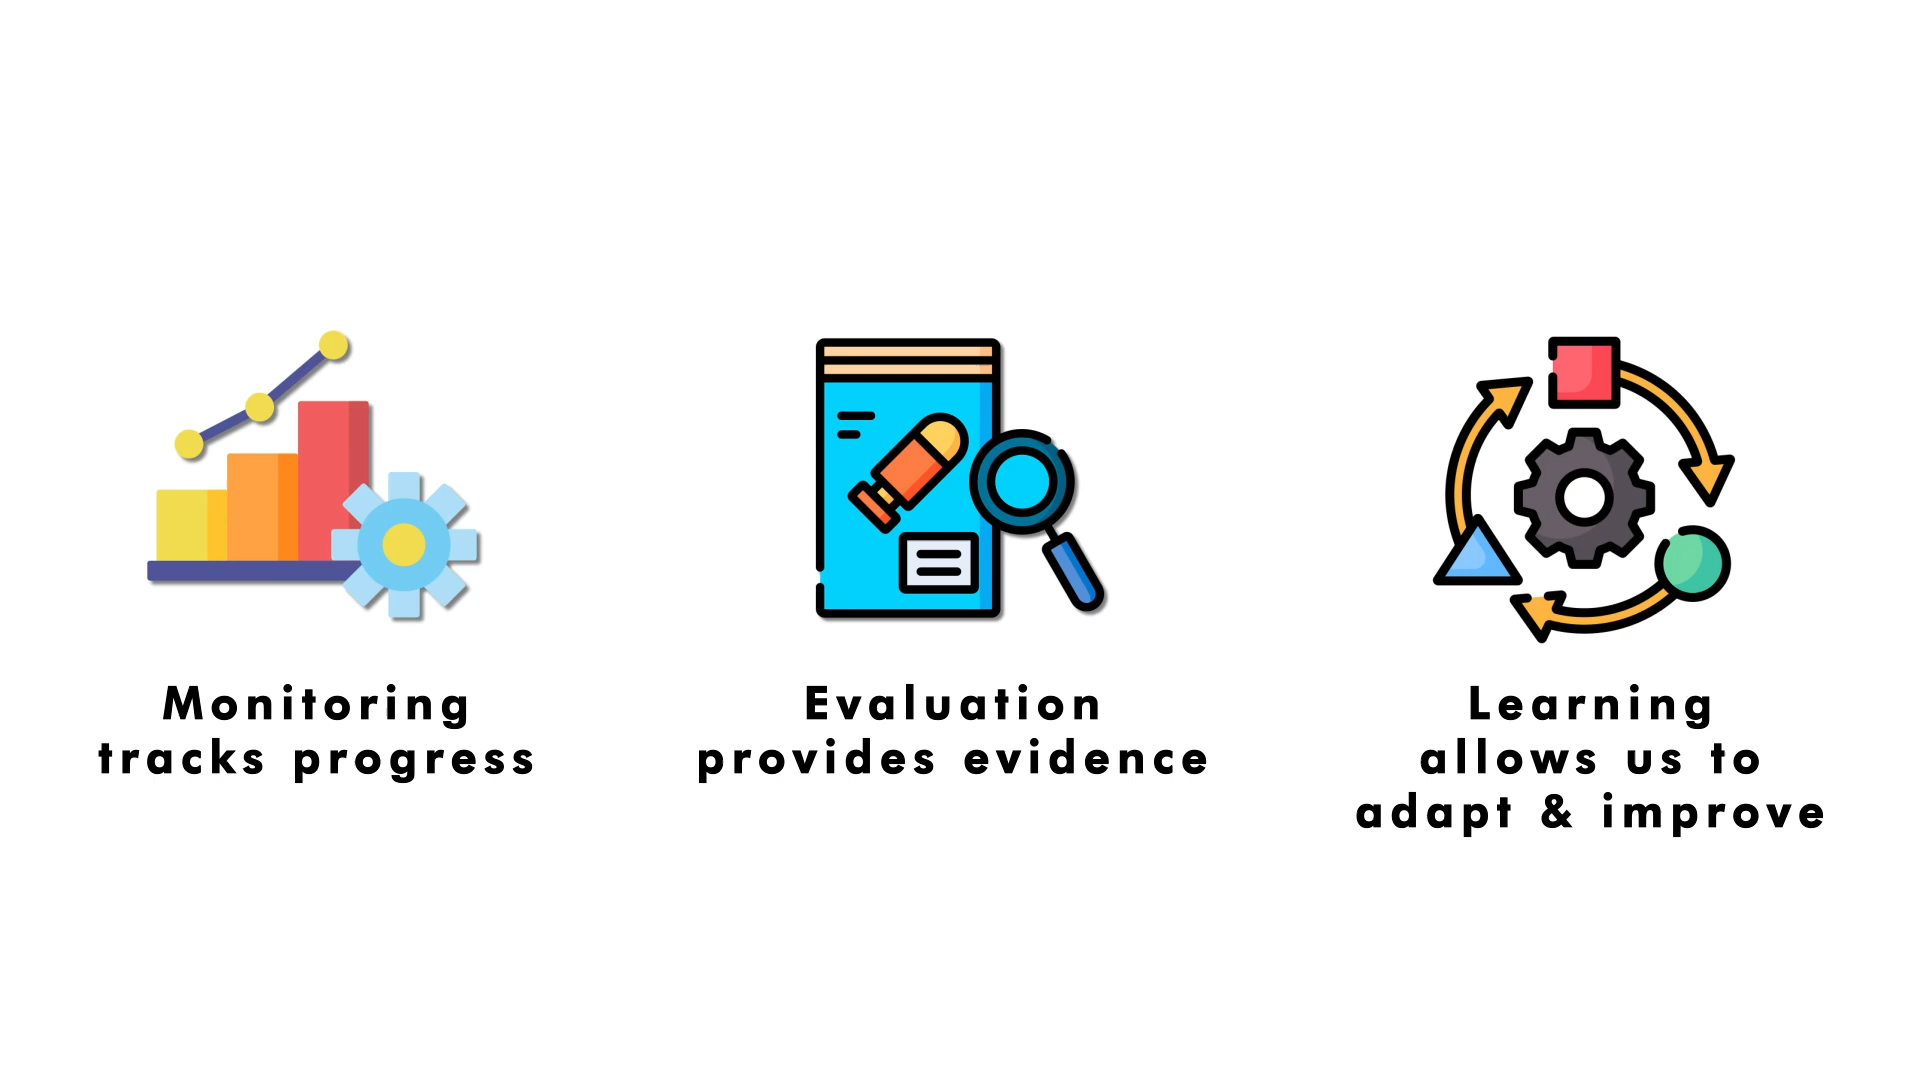 Monitoring
tracks progress
Evaluation
provides evidence
Learning
allows us to
adapt & improve